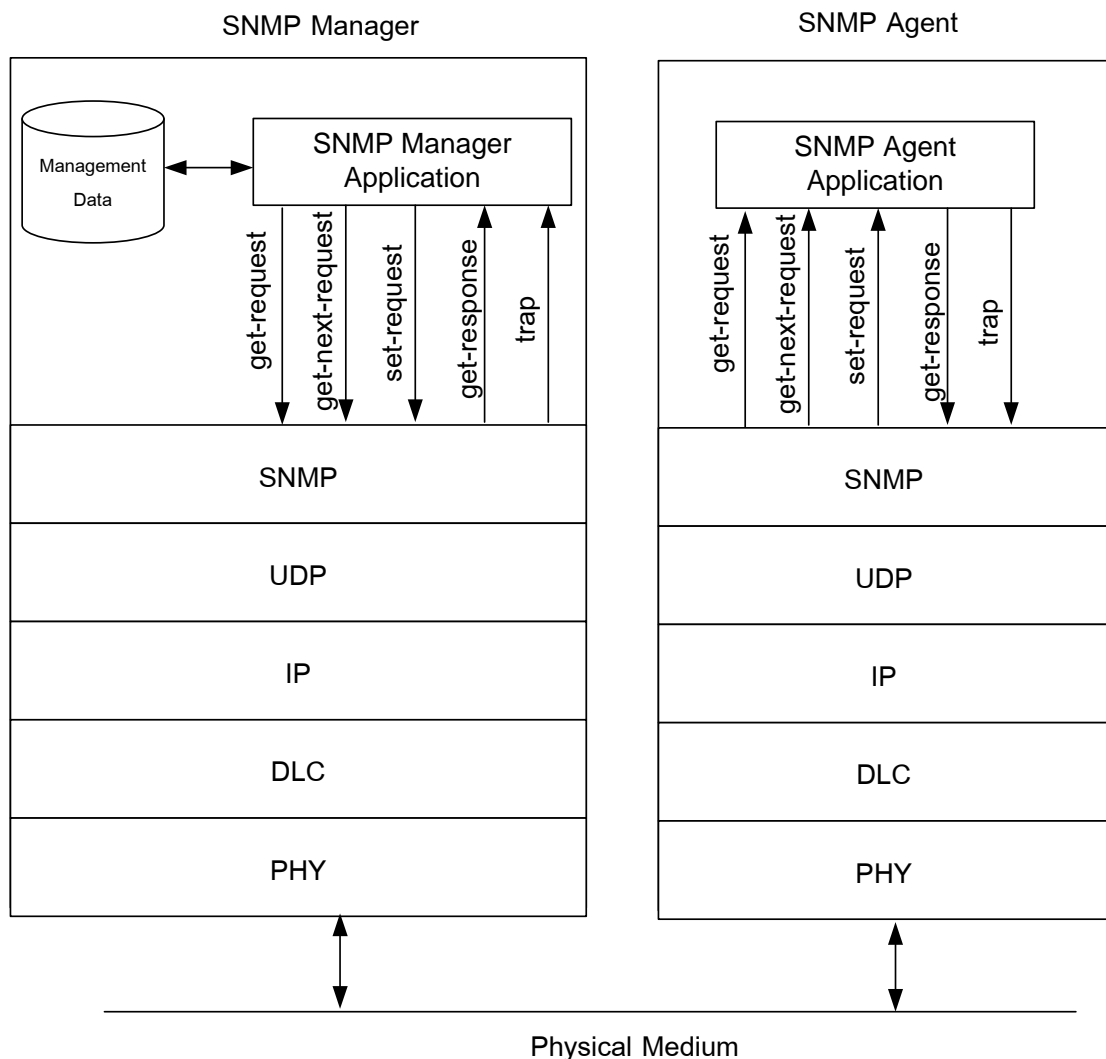 SNMP Manager
SNMP Agent
Management
Data
SNMP Manager
Application
SNMP Agent
Application
get-request
get-next-request
set-request
get-response
trap
get-request
get-next-request
set-request
get-response
trap
SNMP
UDP
IP
DLC
PHY
SNMP
UDP
IP
DLC
PHY
Physical Medium